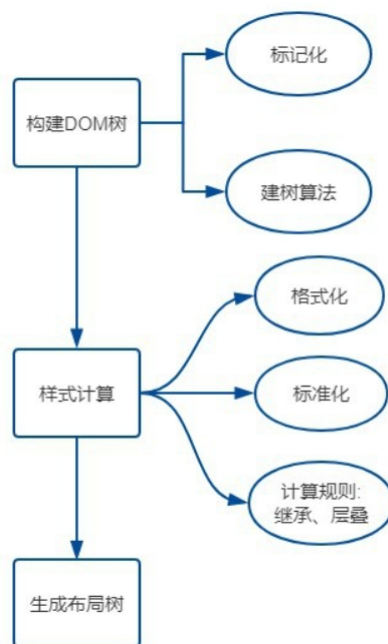 标记化
构建DOM树
建树算法
格式化
样式计算
标准化
计算规则:
继承、层叠
生成布局树